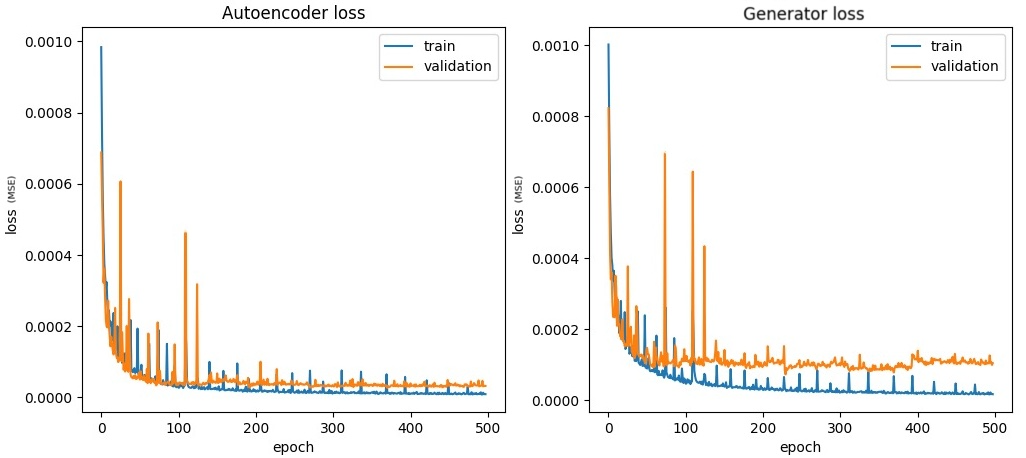 Autoencoder loss
0.0010
0.0008
0.0006
0.0004
0.0002
0.0000
loss (MSE)
train
validation
0 100 200 300 400 500
epoch
Generator loss
0.0010
0.0008
0.0006
0.0004
0.0002
0.0000
loss (MSE)
train
validation
0 100 200 300 400 500
epoch